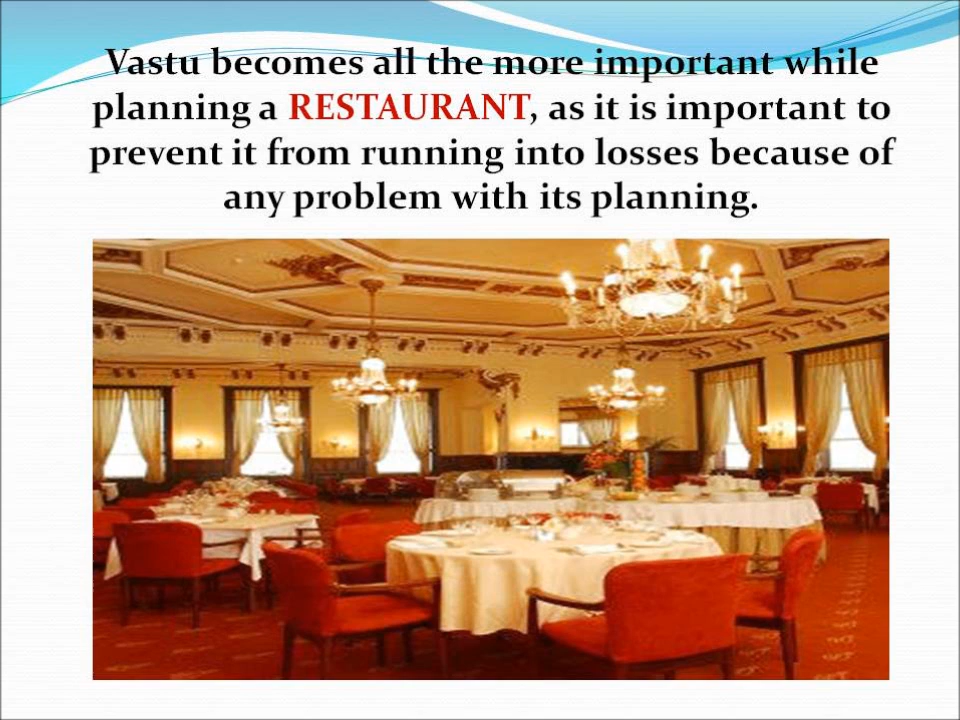 Vastu becomes all the more important while
planning a RESTAURANT, as it is important to
prevent it from running into losses because of
any problem with its planning.